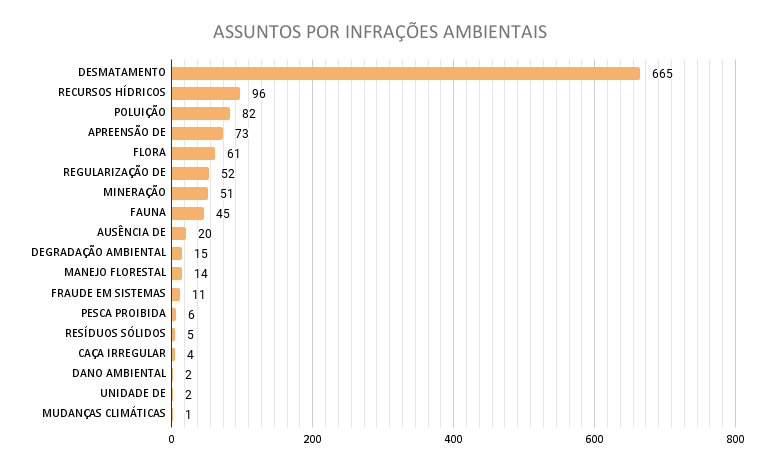 ASSUNTOS POR INFRAÇÕES AMBIENTAIS
DESMATAMENTO 665
RECURSOS HÍDRICOS 96
POLUIÇÃO 82
APREENSÃO DE 73
FLORA 61
REGULARIZAÇÃO DE 52
MINERAÇÃO 51
FAUNA 45
AUSÊNCIA DE 20
DEGRADAÇÃO AMBIENTAL 15
MANEJO FLORESTAL 14
FRAUDE EM SISTEMAS 11
PESCA PROIBIDA 6
RESÍDUOS SÓLIDOS 5
CAÇA IRREGULAR 4
DANO AMBIENTAL 2
UNIDADE DE 2
MUDANÇAS CLIMÁTICAS 1
0 200 400 600 800